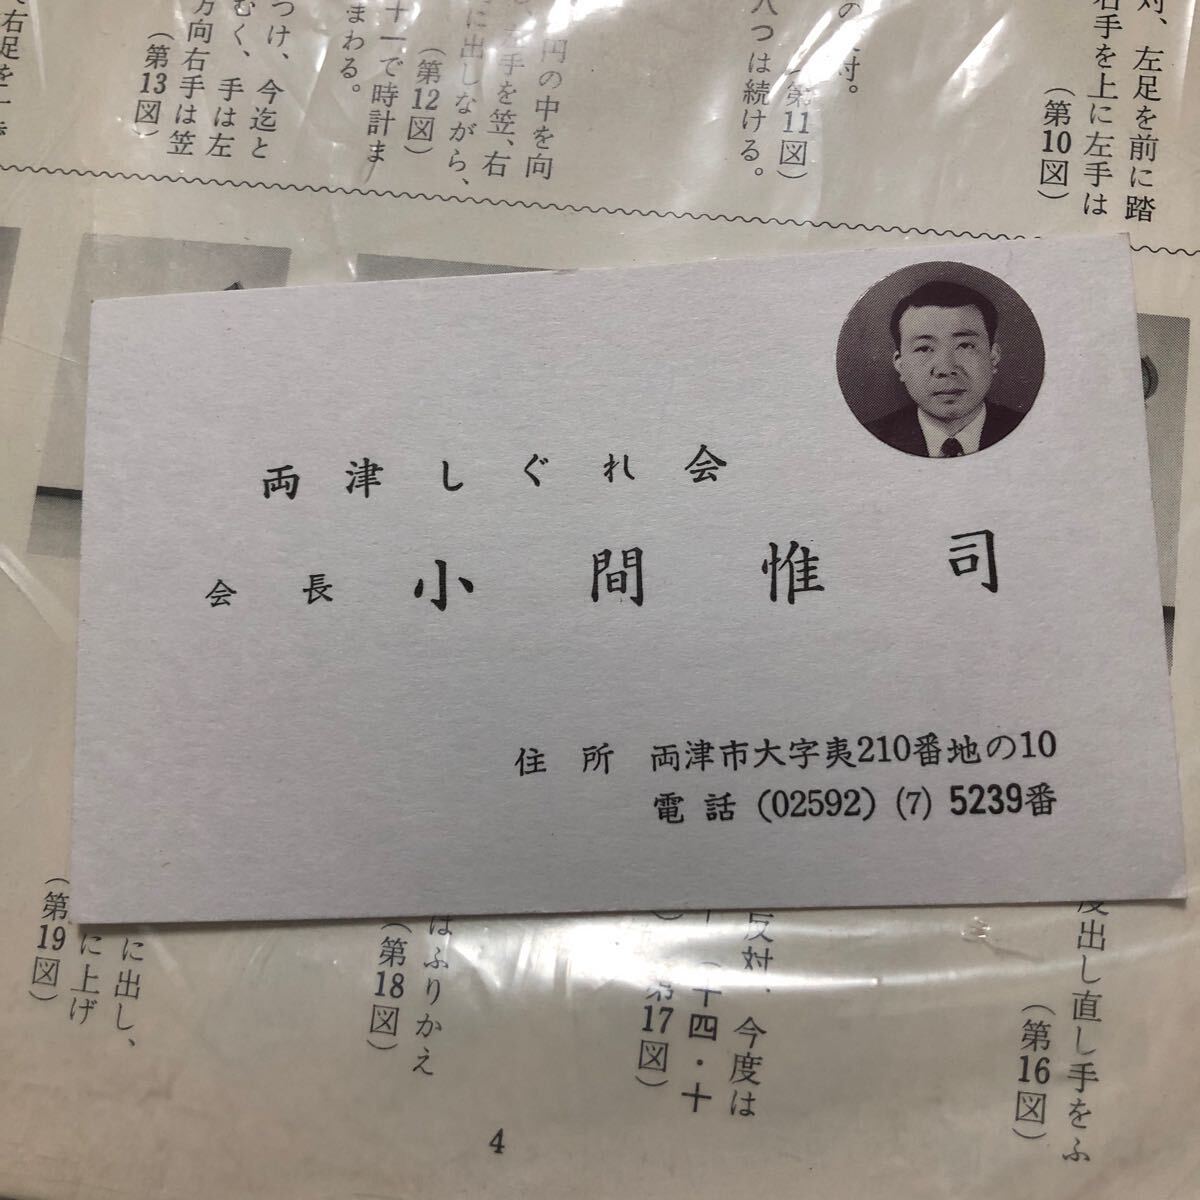 対、左足を前に踏
右手を上に左手は
(第10図)
(第11図)
八つは続ける。
円の中を向
手を笠、右
に出しながら、
(第12図)
十一で時計ま
まわる。
つけ、今迄と
むく、手は左
方向右手は笠
(第13図)
両津しぐれ会
会長 小間惟司
住所 両津市大字夷210番地の10
電話 (02592) (7) 5239番
度出し直し手をふ
(第16図)
反対、今度は
十四・十
第17図)
はふりかえ
(第18図)
に出し、
に上げ
(第19図)
4